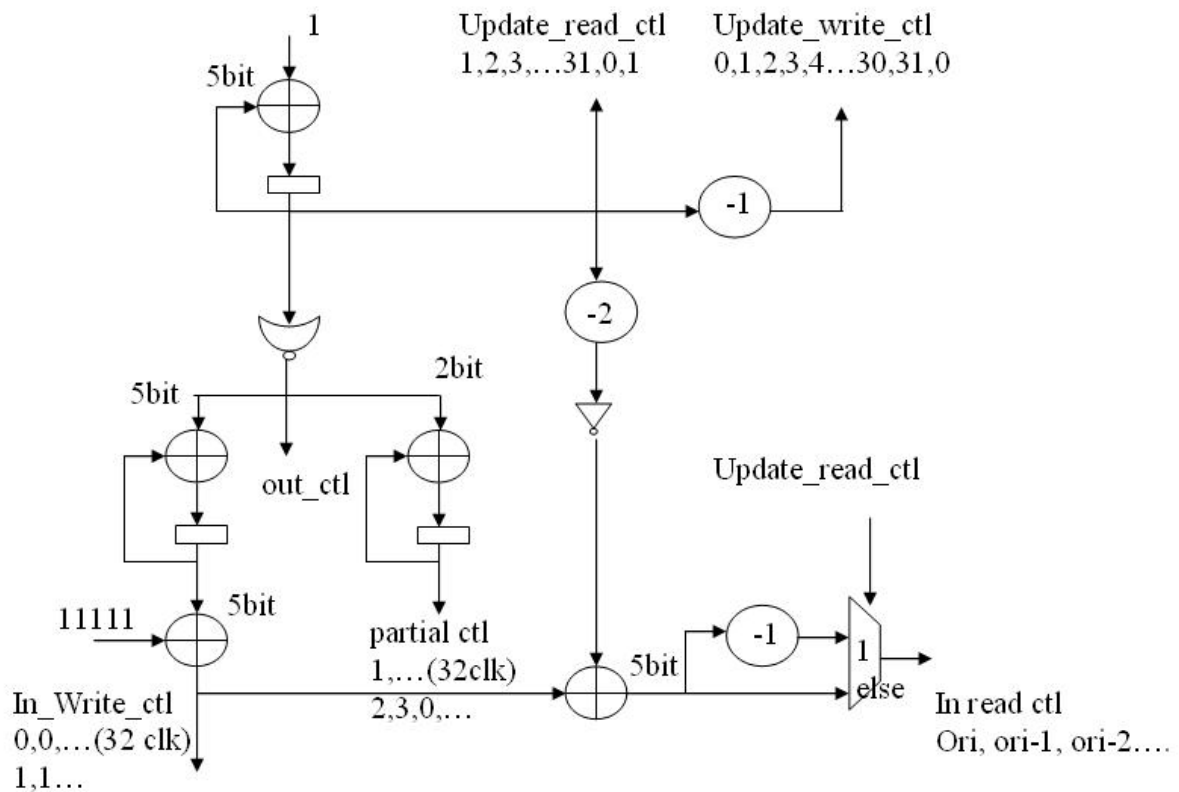 1
Update_read_ctl
1,2,3,…31,0,1
Update_write_ctl
0,1,2,3,4…30,31,0
5bit
-1
-2
5bit
2bit
out_ctl
Update_read_ctl
11111
5bit
partial ctl
1,…(32clk)
2,3,0,…
5bit
-1
1
else
In_Write_ctl
0,0,…(32 clk)
1,1…
In read ctl
Ori, ori-1, ori-2….